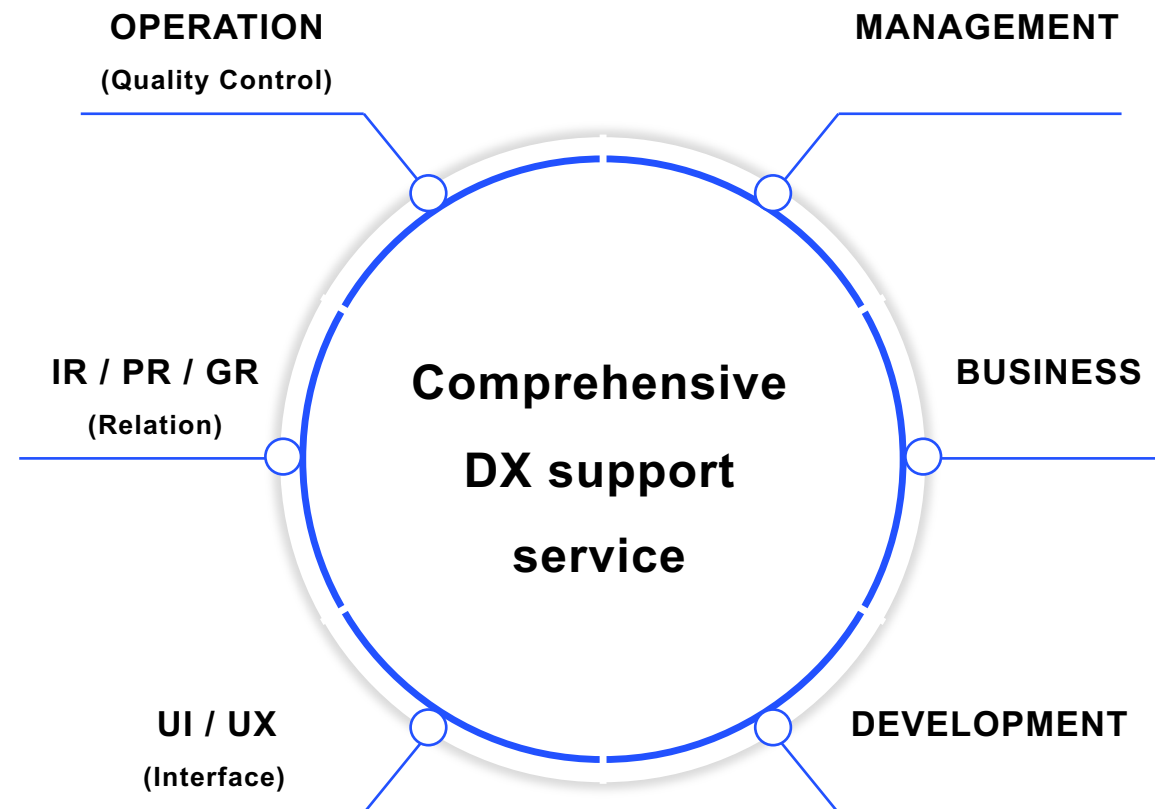 OPERATION
(Quality Control)
MANAGEMENT
IR / PR / GR
(Relation)
BUSINESS
Comprehensive
DX support
service
UI / UX
(Interface)
DEVELOPMENT